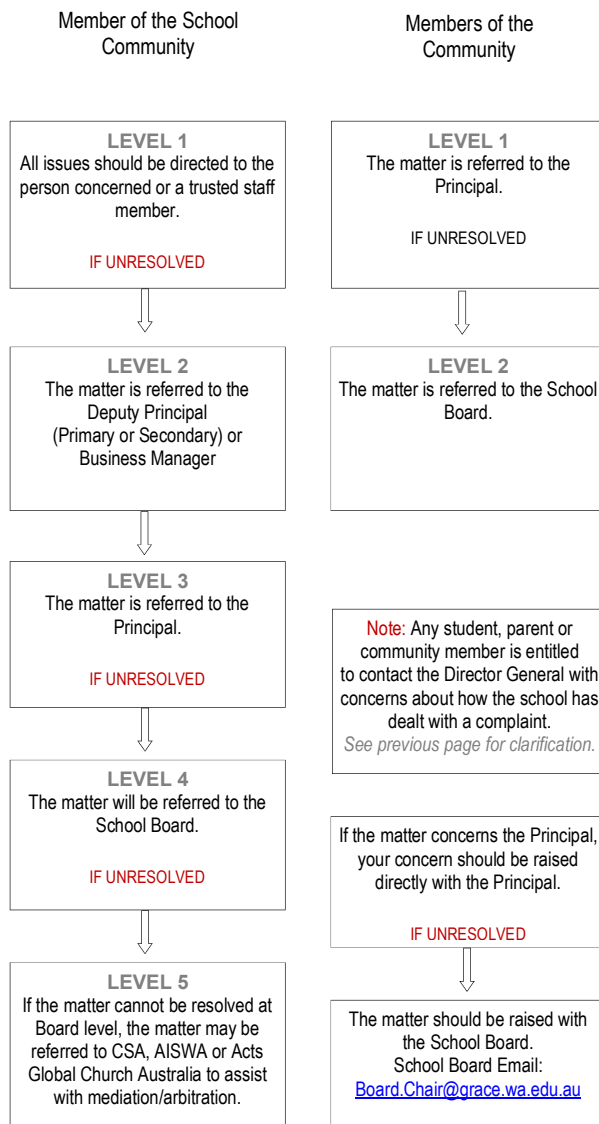 Member of the School
Community
LEVEL 1
All issues should be directed to the
person concerned or a trusted staff
member.
IF UNRESOLVED
LEVEL 2
The matter is referred to the
Deputy Principal
(Primary or Secondary) or
Business Manager
LEVEL 3
The matter is referred to the
Principal.
IF UNRESOLVED
LEVEL 4
The matter will be referred to the
School Board.
IF UNRESOLVED
LEVEL 5
If the matter cannot be resolved at
Board level, the matter may be
referred to CSA, AISWA or Acts
Global Church Australia to assist
with mediation/arbitration.
Members of the
Community
LEVEL 1
The matter is referred to the
Principal.
IF UNRESOLVED
LEVEL 2
The matter is referred to the School
Board.
Note: Any student, parent or
community member is entitled
to contact the Director General with
concerns about how the school has
dealt with a complaint.
See previous page for clarification.
If the matter concerns the Principal,
your concern should be raised
directly with the Principal.
IF UNRESOLVED
The matter should be raised with
the School Board.
School Board Email:
Board.Chair@grace.wa.edu.au